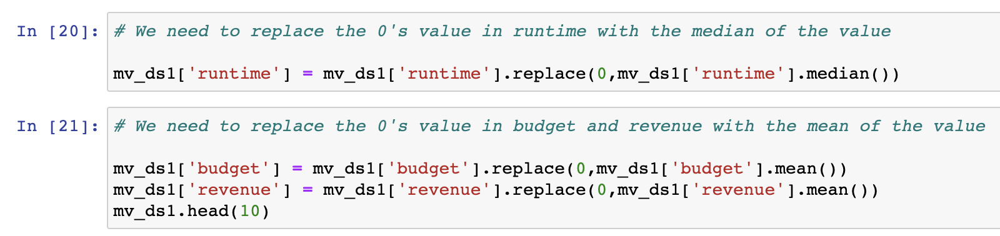 In [20]: # We need to replace the 0's value in runtime with the median of the value
mv_ds1['runtime'] = mv_ds1['runtime'].replace(0,mv_ds1['runtime'].median())
In [21]: # We need to replace the 0's value in budget and revenue with the mean of the value
mv_ds1['budget'] = mv_ds1['budget'].replace(0,mv_ds1['budget'].mean())
mv_ds1['revenue'] = mv_ds1['revenue'].replace(0,mv_ds1['revenue'].mean())
mv_ds1.head(10)